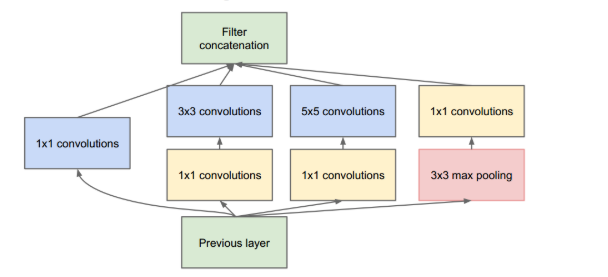 Filter
concatenation
3x3 convolutions
5x5 convolutions
1x1 convolutions
1x1 convolutions
1x1 convolutions
1x1 convolutions
3x3 max pooling
Previous layer